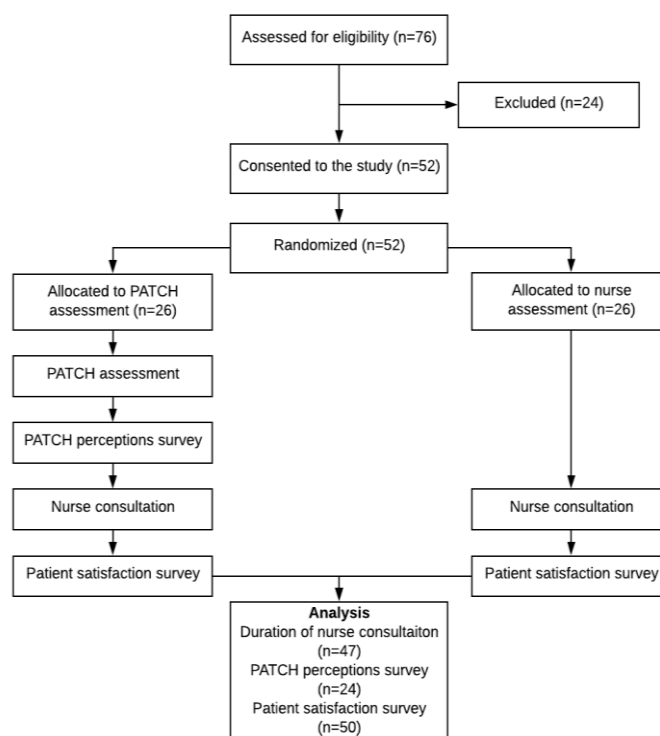 Assessed for eligibility (n=76)
Excluded (n=24)
Consented to the study (n=52)
Randomized (n=52)
Allocated to PATCH
assessment (n=26)
Allocated to nurse
assessment (n=26)
PATCH assessment
PATCH perceptions survey
Nurse consultation
Nurse consultation
Patient satisfaction survey
Patient satisfaction survey
Analysis
Duration of nurse consultaiton
(n=47)
PATCH perceptions survey
(n=24)
Patient satisfaction survey
(n=50)